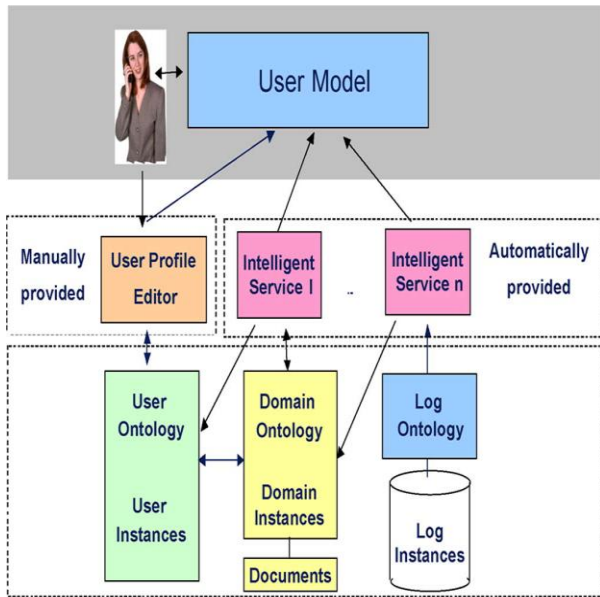 User Model
Manually
provided
User Profile
Editor
Intelligent
Service I
..
Intelligent
Service n
Automatically
provided
User
Ontology
User
Instances
Domain
Ontology
Domain
Instances
Documents
Log
Ontology
Log
Instances